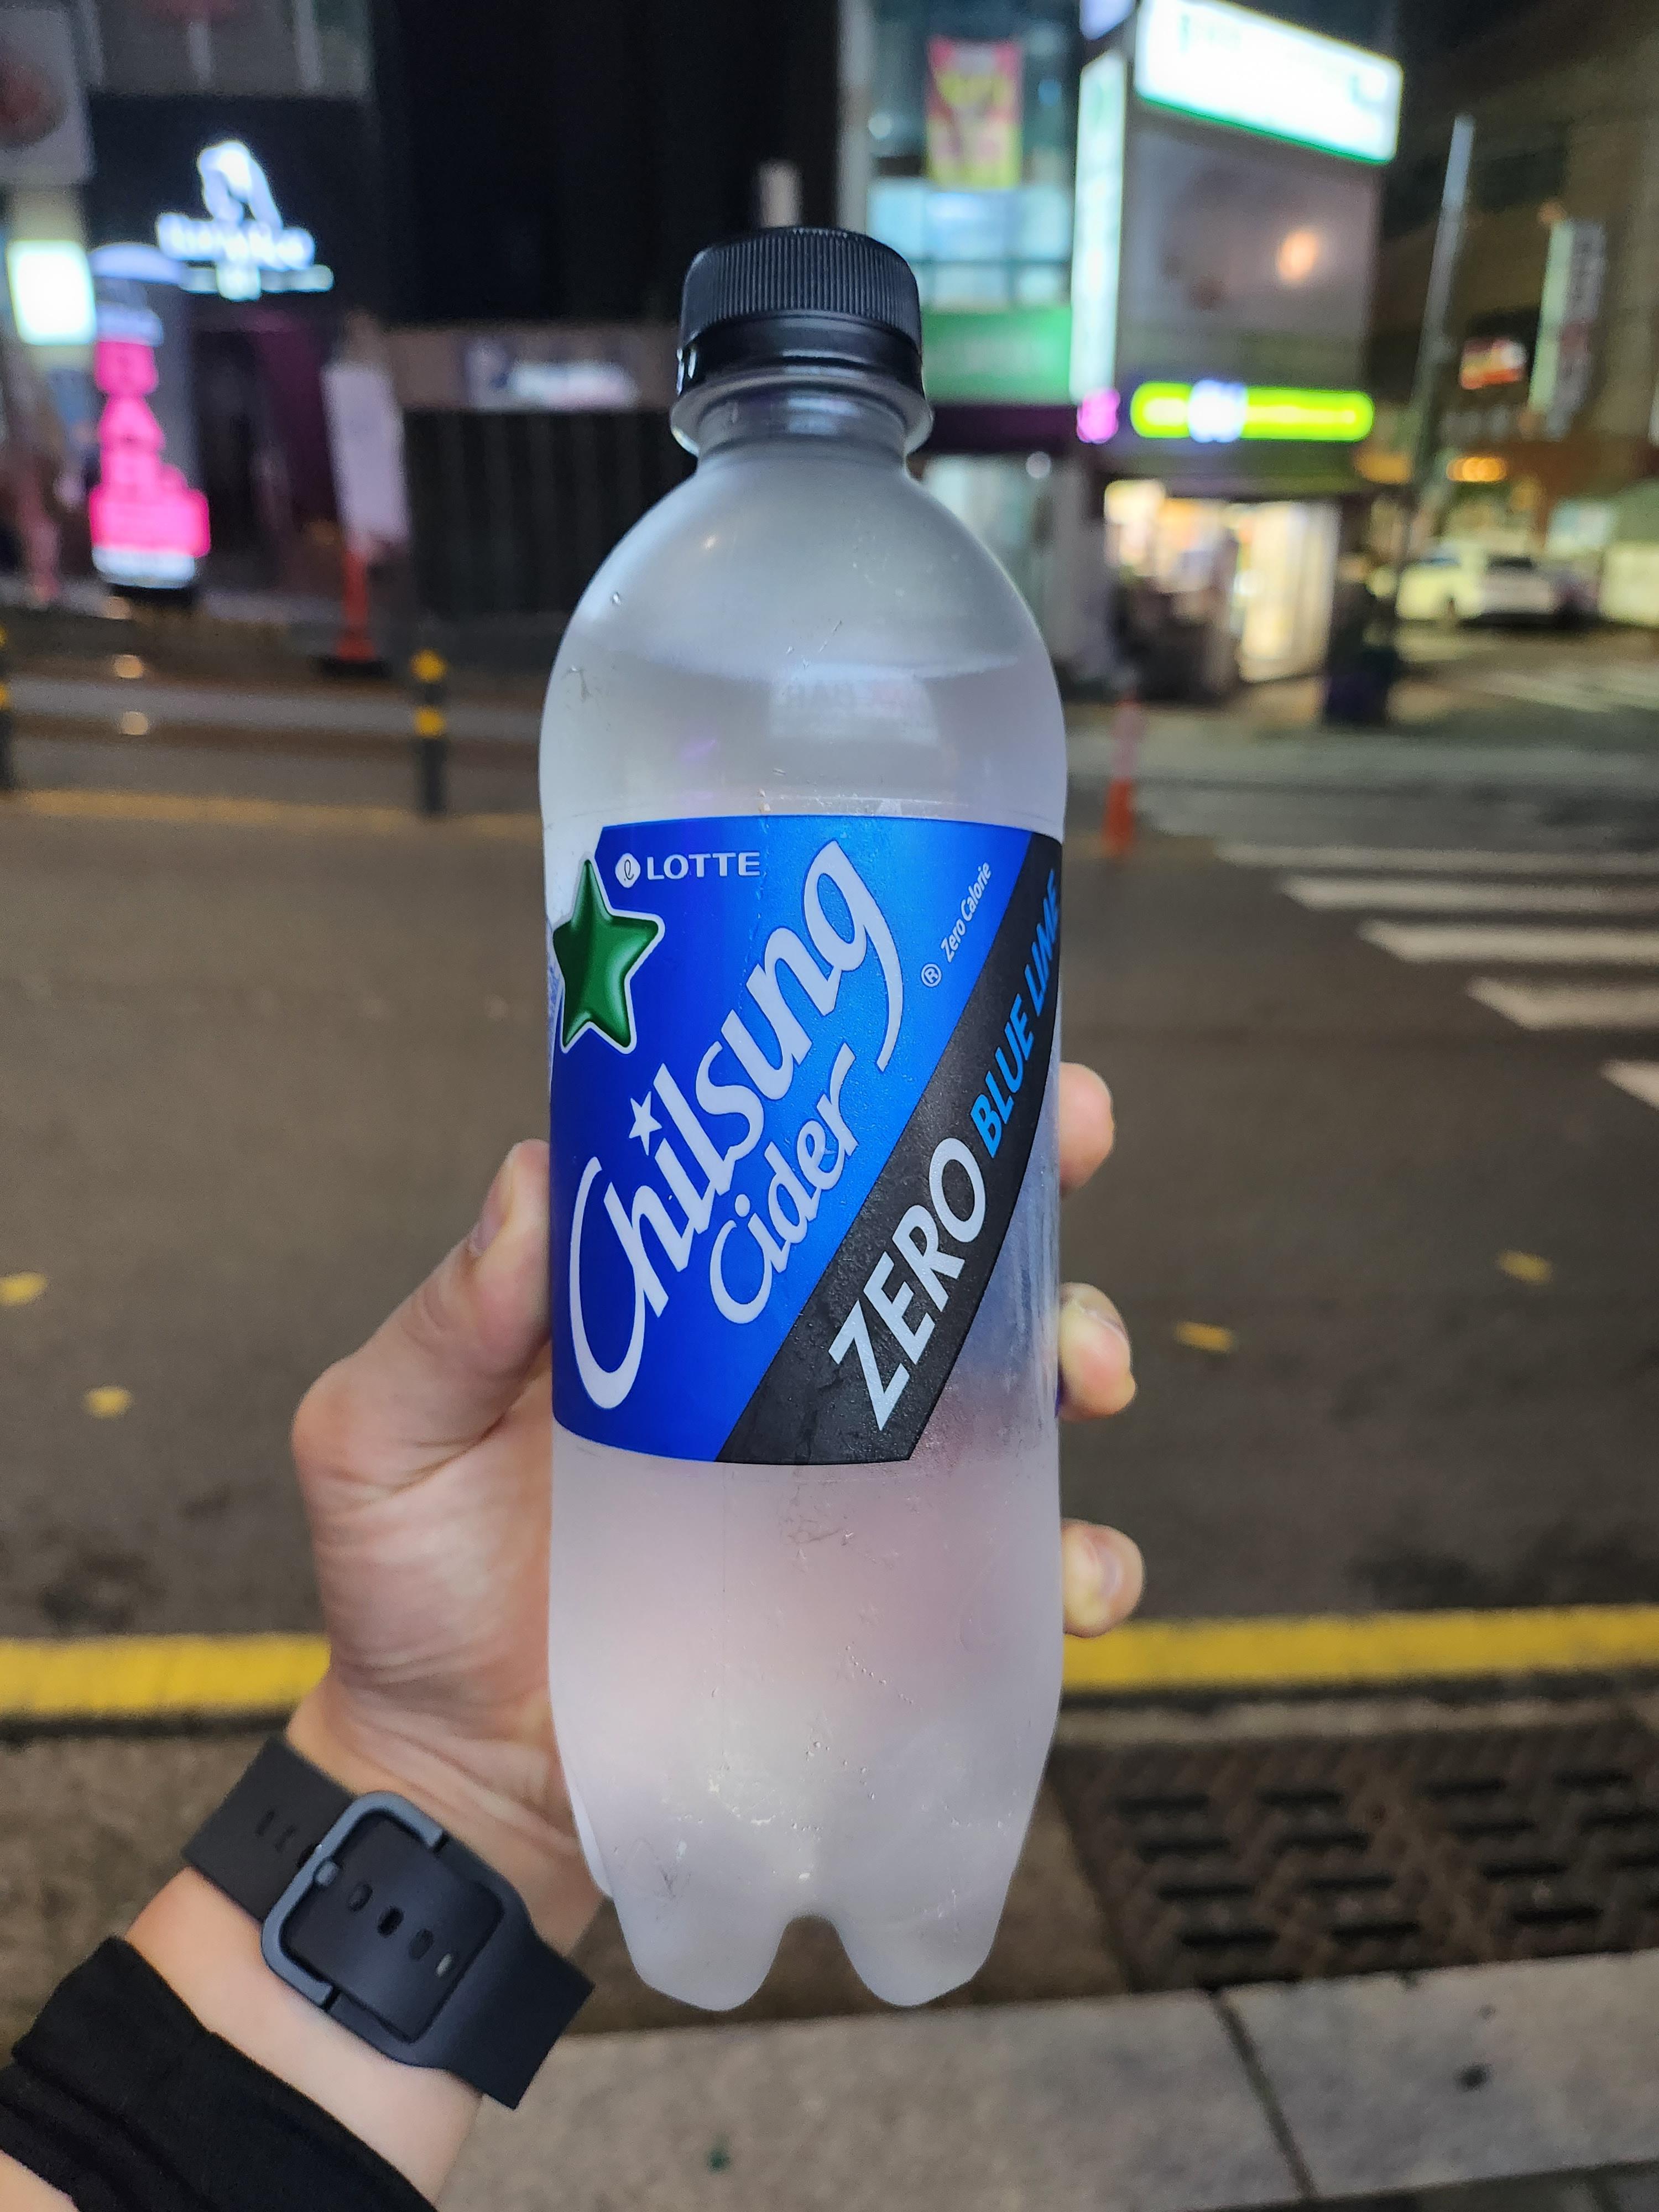 LOTTE
Chilsung
Cider
® Zero Calorie
ZERO BLUE LIME